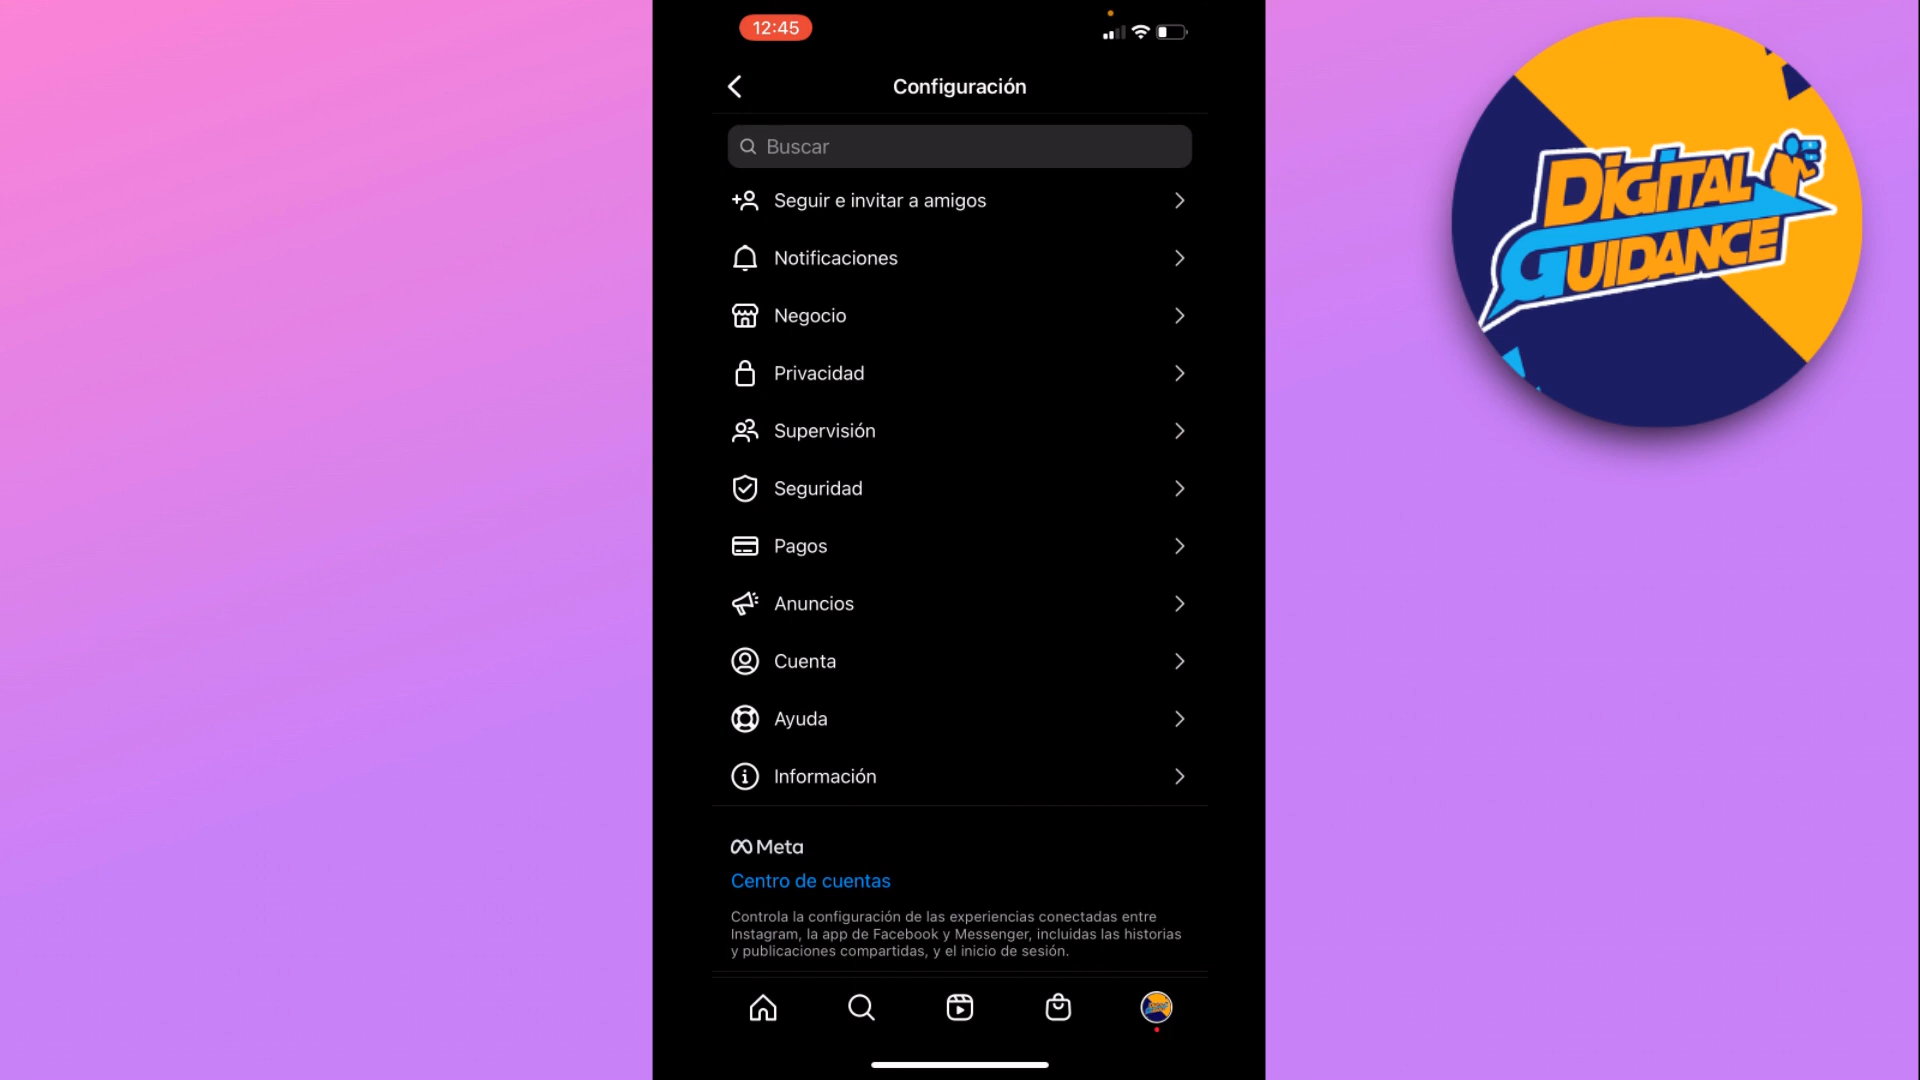 12:45
Configuración
Buscar
Seguir e invitar a amigos
Notificaciones
Negocio
Privacidad
Supervisión
Seguridad
Pagos
Anuncios
Cuenta
Ayuda
Información
Meta
Centro de cuentas
Controla la configuración de las experiencias conectadas entre
Instagram, la app de Facebook y Messenger, incluidas las historias
y publicaciones compartidas, y el inicio de sesión.
DIGITAL
GUIDANCE